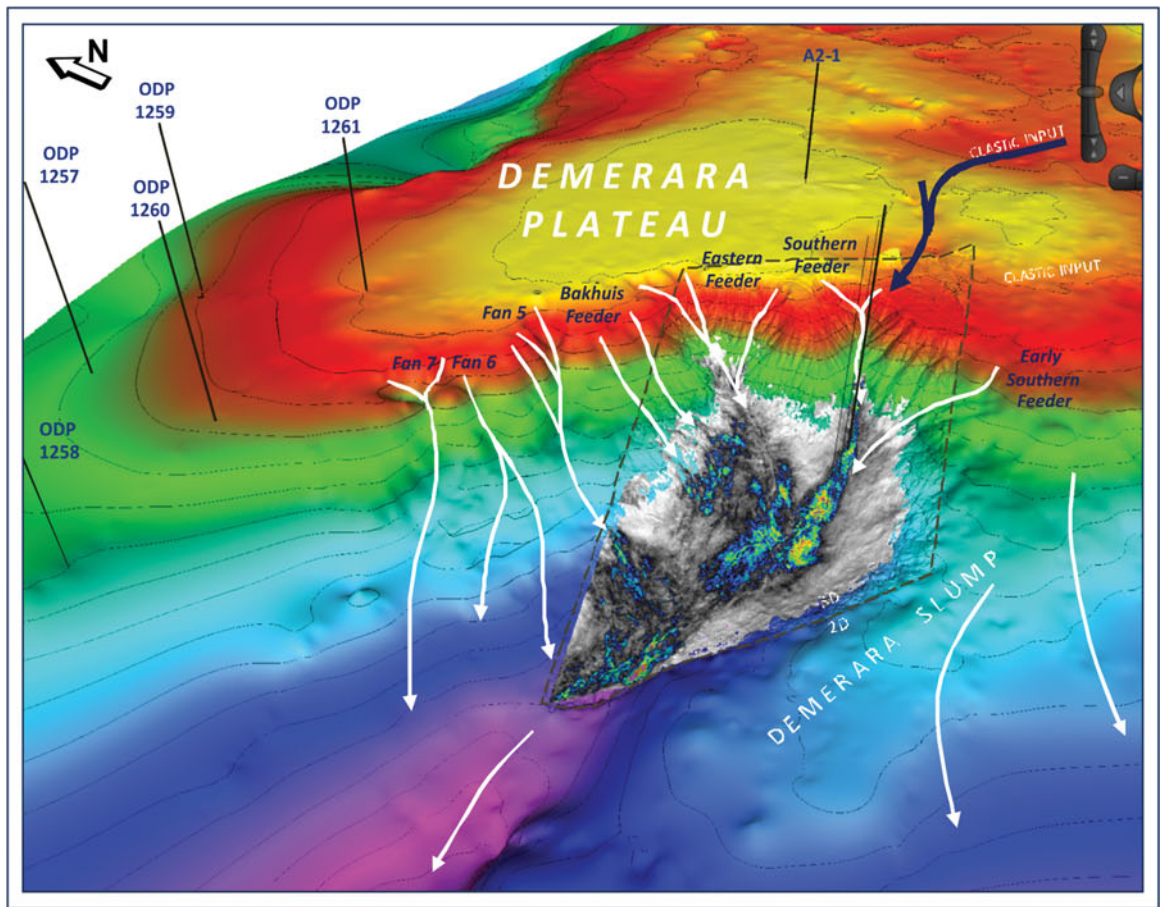 N
A2-1
ODP
1259
ODP
1261
ODP
1257
ODP
1260
CLASTIC INPUT
DEMERARA
PLATEAU
Southern
Feeder
Eastern
Feeder
CLASTIC INPUT
Bakhuis
Feeder
Fan 5
Fan 7
Fan 6
Early
Southern
Feeder
ODP
1258
3D
2D
DEMERARA SLUMP